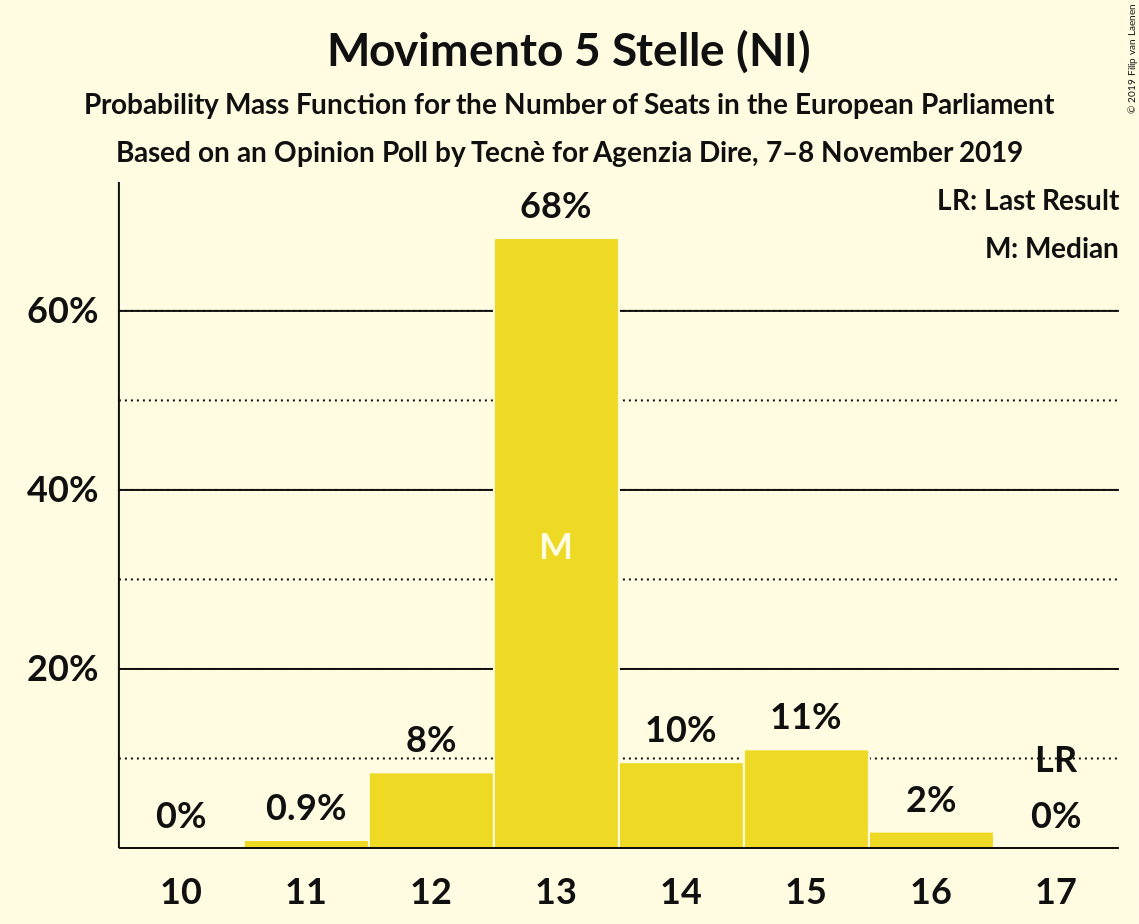 Movimento 5 Stelle (NI)
Probability Mass Function for the Number of Seats in the European Parliament
Based on an Opinion Poll by Tecnè for Agenzia Dire, 7–8 November 2019
© 2019 Filip van Laenen
LR: Last Result
M: Median
68%
60%
40%
M
20%
0%
0.9%
8%
10%
11%
2%
LR
0%
10 11 12 13 14 15 16 17